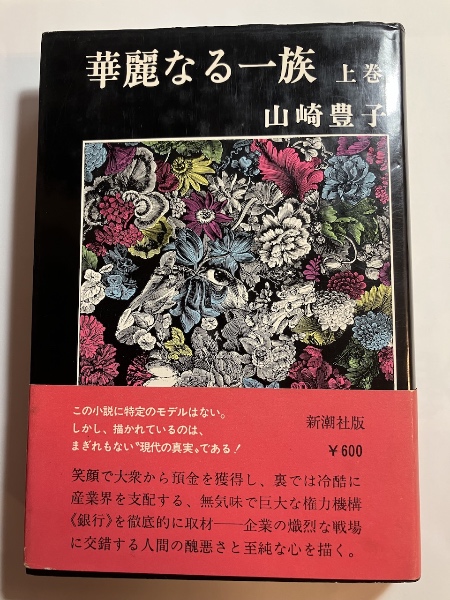 華麗なる一族 上巻
山崎豊子
この小説に特定のモデルはない。
しかし、描かれているのは、
まぎれもない〝現代の真実〟である!
新潮社版
¥600
笑顔で大衆から預金を獲得し、裏では冷酷に
産業界を支配する、無気味で巨大な権力機構
《銀行》を徹底的に取材——企業の熾烈な戦場
に交錯する人間の醜悪さと至純な心を描く。